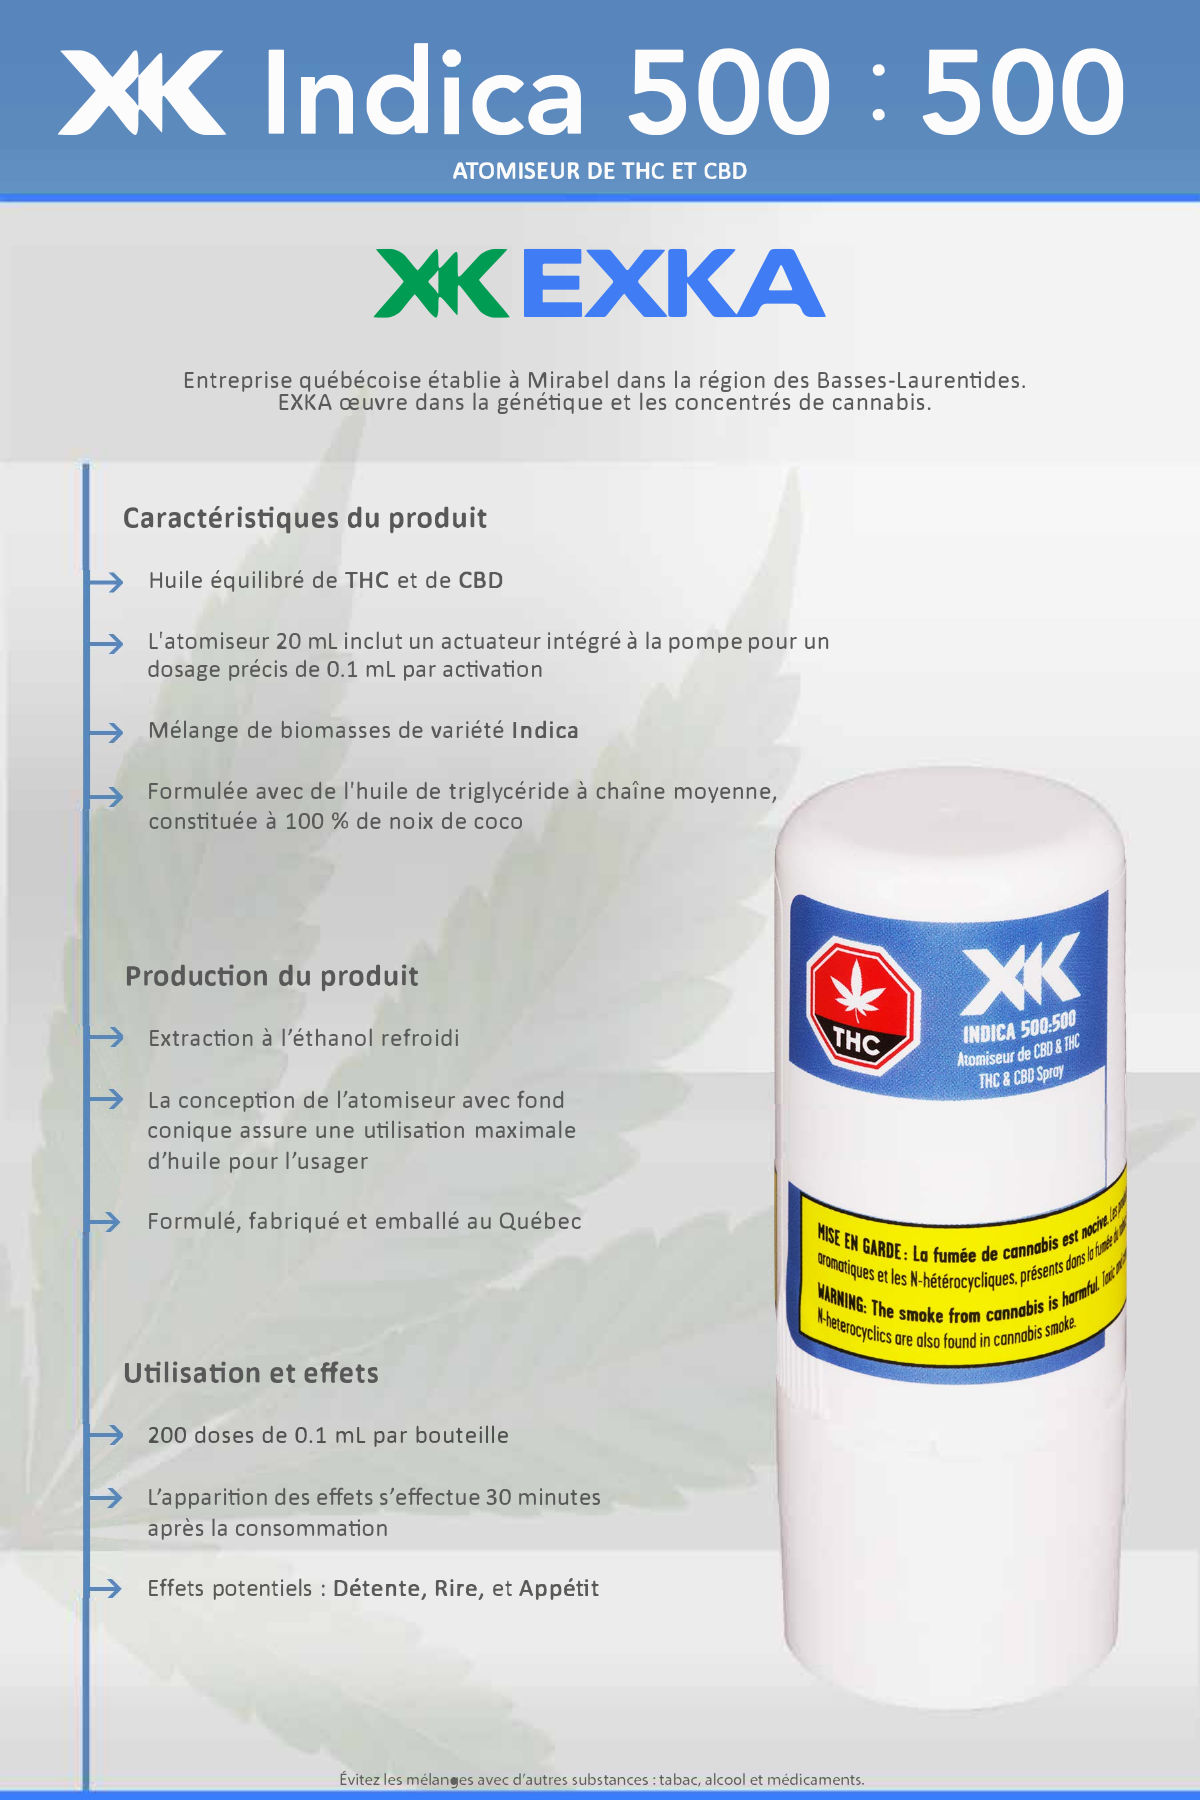 XK Indica 500 : 500
ATOMISEUR DE THC ET CBD
XK EXKA
Entreprise québécoise établie à Mirabel dans la région des Basses-Laurentides.
EXKA œuvre dans la génétique et les concentrés de cannabis.
Caractéristiques du produit
Huile équilibré de THC et de CBD
L'atomiseur 20 mL inclut un actuateur intégré à la pompe pour un
dosage précis de 0.1 mL par activation
Mélange de biomasses de variété Indica
Formulée avec de l'huile de triglycéride à chaîne moyenne,
constituée à 100 % de noix de coco
Production du produit
Extraction à l’éthanol refroidi
La conception de l’atomiseur avec fond
conique assure une utilisation maximale
d’huile pour l’usager
Formulé, fabriqué et emballé au Québec
Utilisation et effets
200 doses de 0.1 mL par bouteille
L’apparition des effets s’effectue 30 minutes
après la consommation
Effets potentiels : Détente, Rire, et Appétit
THC
XK
INDICA 500:500
Atomiseur de CBD & THC
THC & CBD Spray
MISE EN GARDE : La fumée de cannabis est nocive. Les
aromatiques et les N-hétérocycliques, présents dans la fumée du
WARNING: The smoke from cannabis is harmful. Toxic and
N-heterocyclics are also found in cannabis smoke.
Évitez les mélanges avec d’autres substances : tabac, alcool et médicaments.